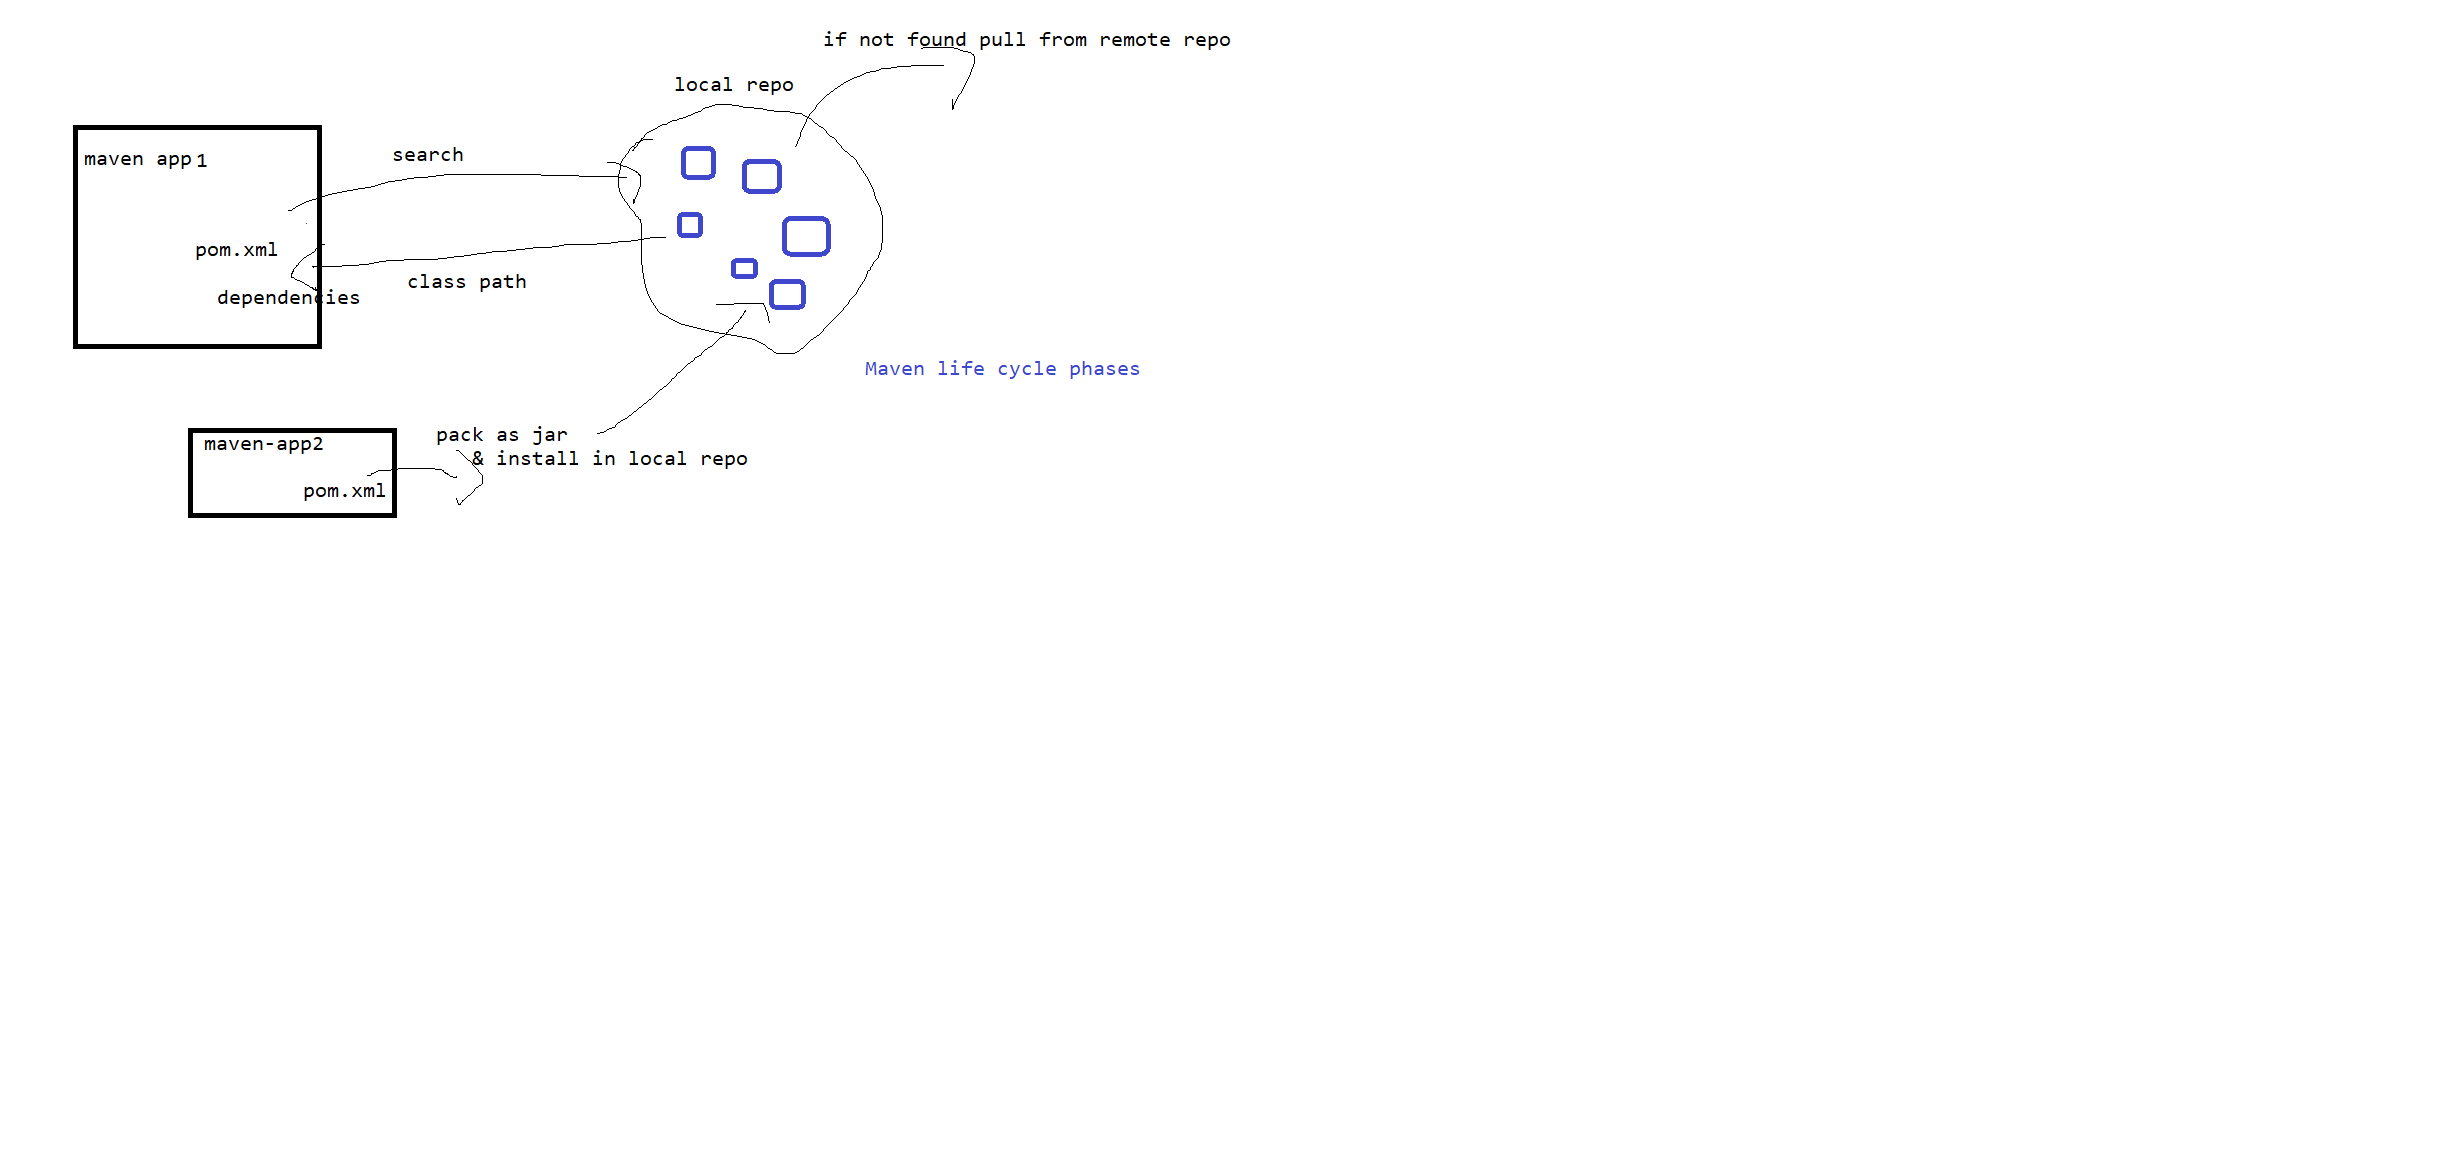 if not found pull from remote repo
local repo
maven app 1
search
pom.xml
class path
dependencies
Maven life cycle phases
maven-app2
pack as jar
& install in local repo
pom.xml